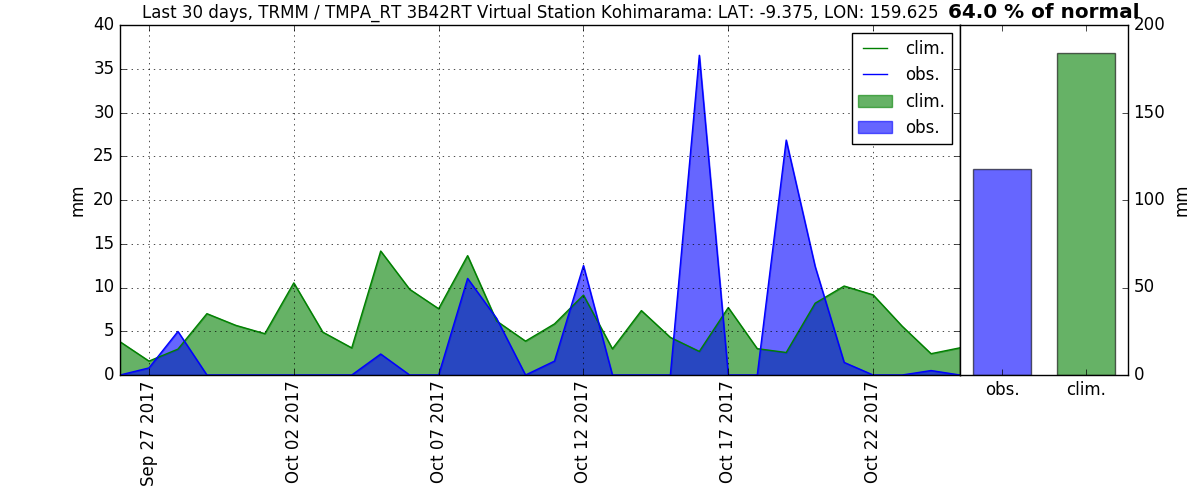 Last 30 days, TRMM / TMPA_RT 3B42RT Virtual Station Kohimarama: LAT: -9.375, LON: 159.625
64.0 % of normal
40
35
30
25
20
15
10
5
0
mm
clim.
obs.
clim.
obs.
Sep 27 2017
Oct 02 2017
Oct 07 2017
Oct 12 2017
Oct 17 2017
Oct 22 2017
200
150
100
50
0
mm
obs.
clim.